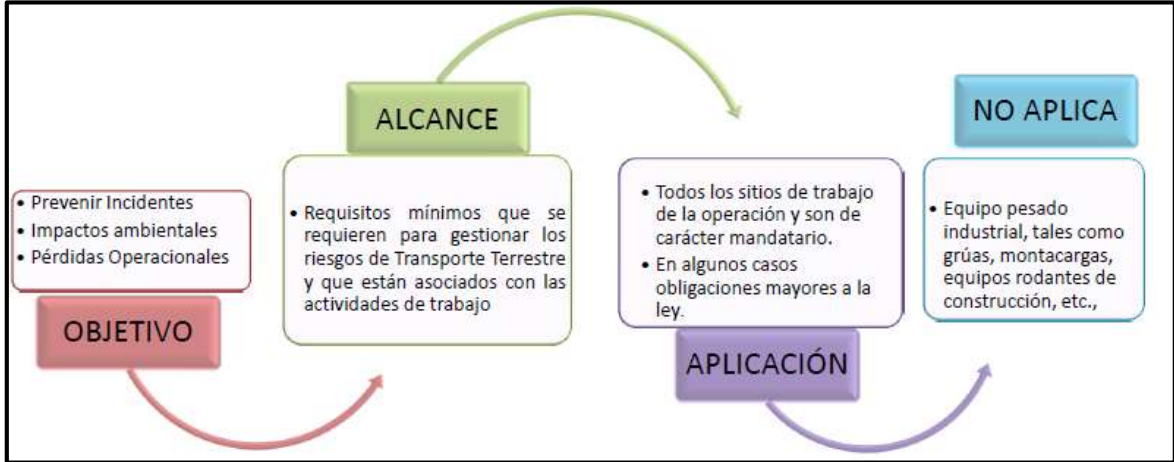 • Prevenir Incidentes
• Impactos ambientales
• Pérdidas Operacionales
OBJETIVO
ALCANCE
• Requisitos mínimos que se
requieren para gestionar los
riesgos de Transporte Terrestre
y que están asociados con las
actividades de trabajo
• Todos los sitios de trabajo
de la operación y son de
carácter mandatario.
• En algunos casos
obligaciones mayores a la
ley.
APLICACIÓN
NO APLICA
• Equipo pesado
industrial, tales como
grúas, montacargas,
equipos rodantes de
construcción, etc.,